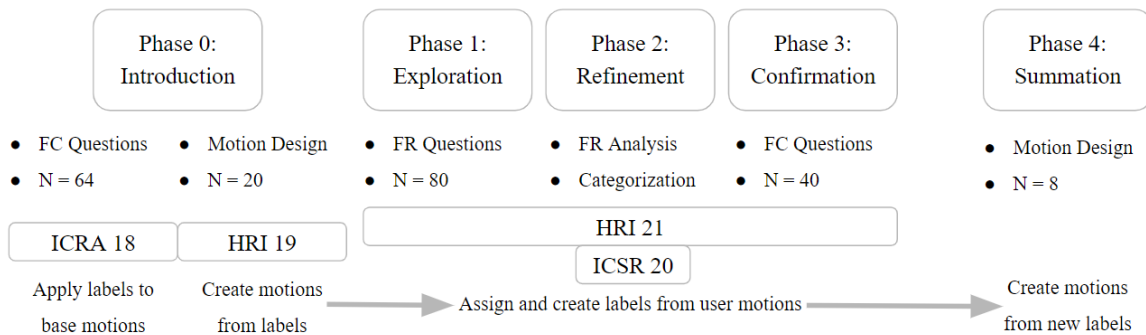 Phase 0:
Introduction
Phase 1:
Exploration
Phase 2:
Refinement
Phase 3:
Confirmation
Phase 4:
Summation
● FC Questions
● N = 64
● Motion Design
● N = 20
● FR Questions
● N = 80
● FR Analysis
● Categorization
● FC Questions
● N = 40
● Motion Design
● N = 8
ICRA 18
HRI 19
HRI 21
ICSR 20
Apply labels to
base motions
Create motions
from labels
Assign and create labels from user motions
Create motions
from new labels